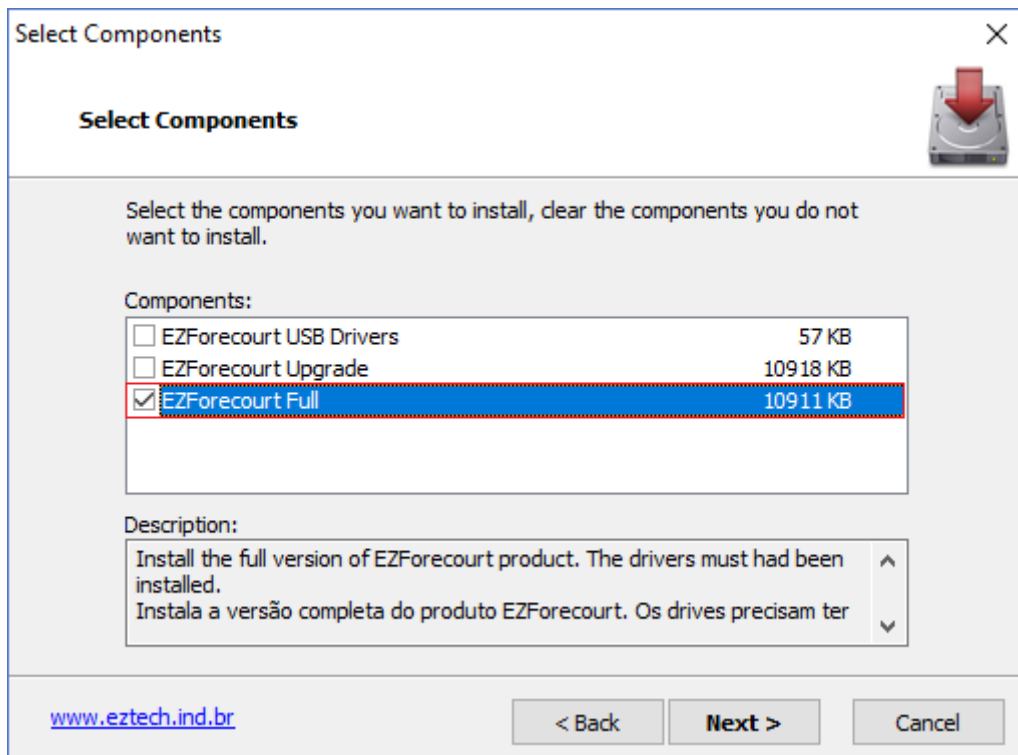 Select Components
Select Components
Select the components you want to install, clear the components you do not
want to install.
Components:
EZForecourt USB Drivers 57 KB
EZForecourt Upgrade 10918 KB
EZForecourt Full 10911 KB
Description:
Install the full version of EZForecourt product. The drivers must had been
installed.
Instala a versão completa do produto EZForecourt. Os drives precisam ter
www.eztech.ind.br < Back Next > Cancel